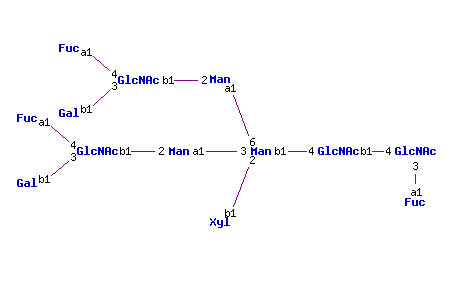 Fuc a1
4
3 GlcNAc b1 2 Man
a1
Gal b1
Fuc a1
4
3 GlcNAc b1 2 Man a1 3 6 2 Man b1 4 GlcNAc b1 4 GlcNAc
3
Gal b1
a1
Fuc
b1
Xyl